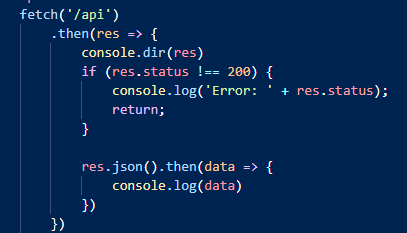 fetch('/api')
    .then(res => {
        console.dir(res)
        if (res.status !== 200) {
            console.log('Error: ' + res.status);
            return;
        }

        res.json().then(data => {
            console.log(data)
        })
    })